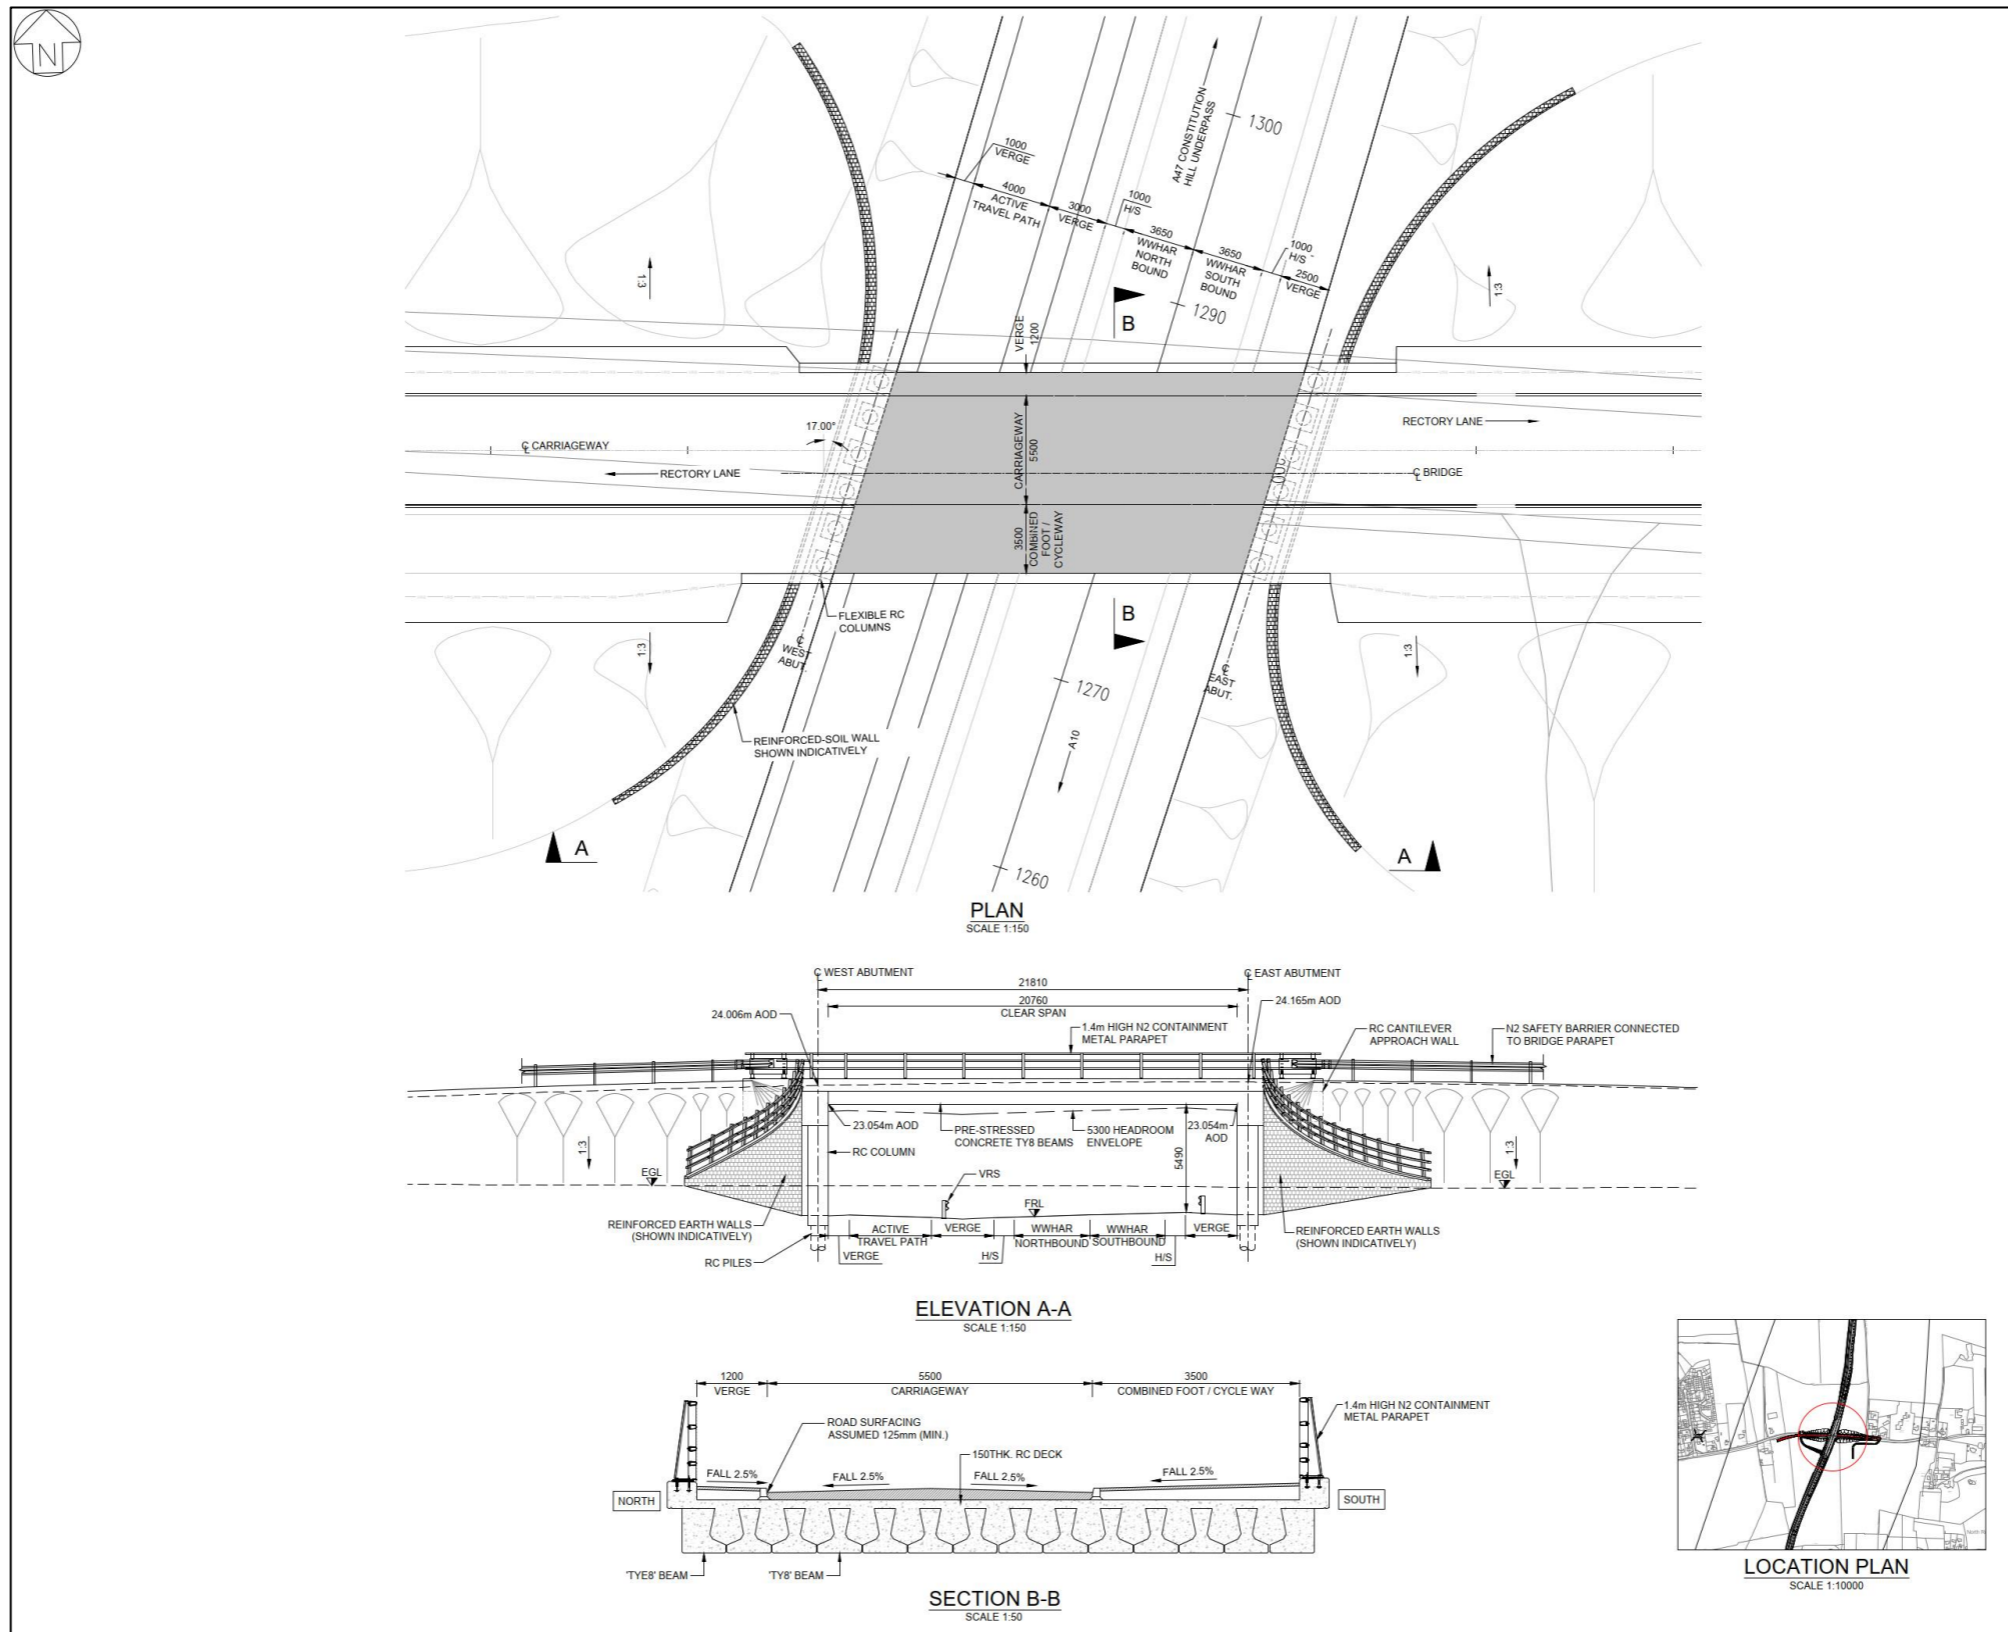 N
1000
VERGE
4000
ACTIVE
TRAVEL PATH
3000
VERGE
1000
H/S
3650
WWHAR
NORTH
BOUND
3650
WWHAR
SOUTH
BOUND
1000
H/S
2500
VERGE
A47 CONSTITUTION
HILL UNDERPASS
1300
1290
B
1:3
1:3
VERGE
1200
17.00°
CARRIAGEWAY
5500
℄ CARRIAGEWAY
RECTORY LANE
RECTORY LANE
℄ BRIDGE
3500
COMBINED
FOOT /
CYCLEWAY
FLEXIBLE RC
COLUMNS
B
1:3
1:3
℄
WEST
ABUT.
℄
EAST
ABUT.
1270
REINFORCED-SOIL WALL
SHOWN INDICATIVELY
A10
A
A
1260
PLAN
SCALE 1:150
℄ WEST ABUTMENT
℄ EAST ABUTMENT
21810
20760
CLEAR SPAN
24.006m AOD
24.165m AOD
1.4m HIGH N2 CONTAINMENT
METAL PARAPET
RC CANTILEVER
APPROACH WALL
N2 SAFETY BARRIER CONNECTED
TO BRIDGE PARAPET
23.054m AOD
PRE-STRESSED
CONCRETE TY8 BEAMS
5300 HEADROOM
ENVELOPE
23.054m
AOD
RC COLUMN
5490
1:3
1:3
EGL
EGL
VRS
FRL
REINFORCED EARTH WALLS
(SHOWN INDICATIVELY)
ACTIVE
TRAVEL PATH
VERGE
WWHAR
NORTHBOUND
WWHAR
SOUTHBOUND
VERGE
REINFORCED EARTH WALLS
(SHOWN INDICATIVELY)
VERGE
H/S
H/S
RC PILES
ELEVATION A-A
SCALE 1:150
1200
VERGE
5500
CARRIAGEWAY
3500
COMBINED FOOT / CYCLE WAY
1.4m HIGH N2 CONTAINMENT
METAL PARAPET
ROAD SURFACING
ASSUMED 125mm (MIN.)
150THK. RC DECK
FALL 2.5%
FALL 2.5%
FALL 2.5%
FALL 2.5%
NORTH
SOUTH
'TYE8' BEAM
'TY8' BEAM
SECTION B-B
SCALE 1:50
LOCATION PLAN
SCALE 1:10000